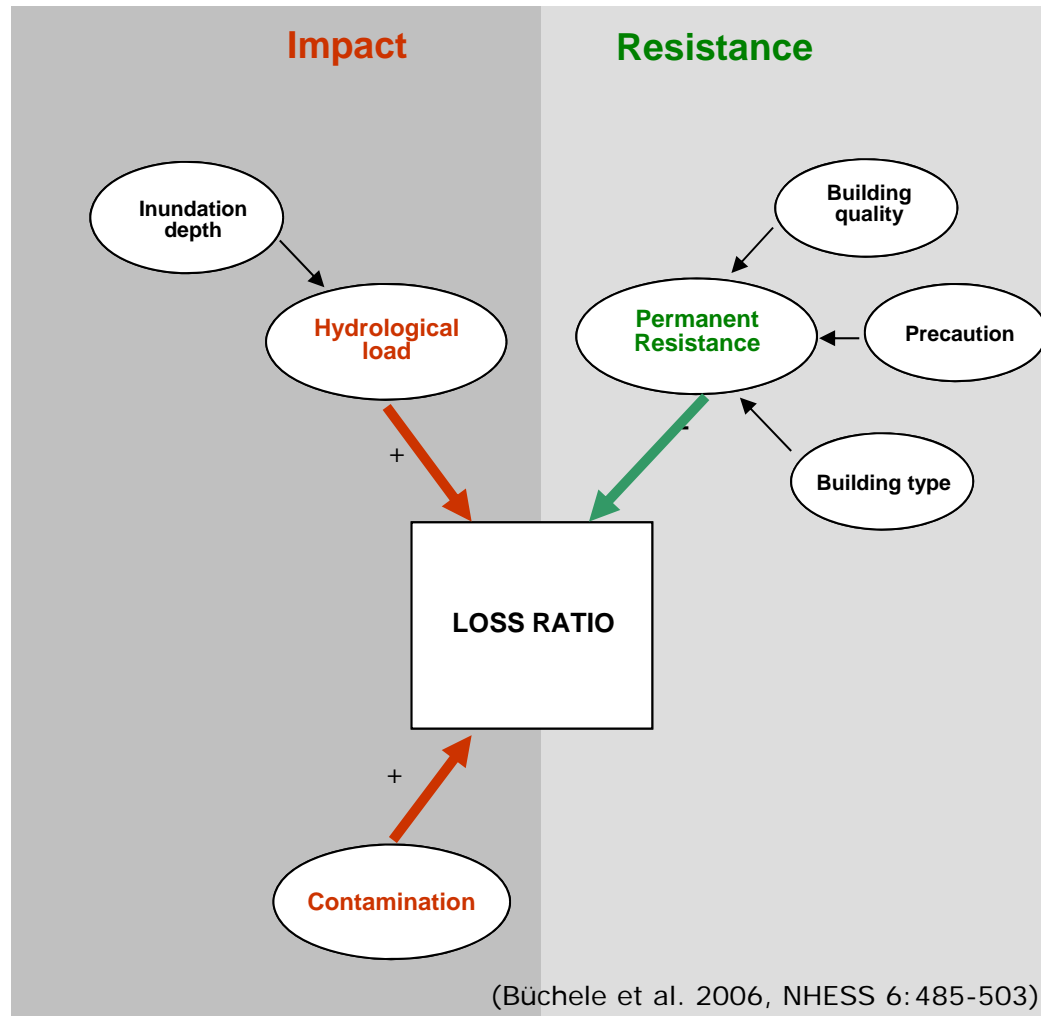 Impact
Resistance
Inundation
depth
Building
quality
Hydrological
load
Permanent
Resistance
Precaution
+
-
Building type
LOSS RATIO
+
Contamination
(Büchele et al. 2006, NHESS 6:485-503)